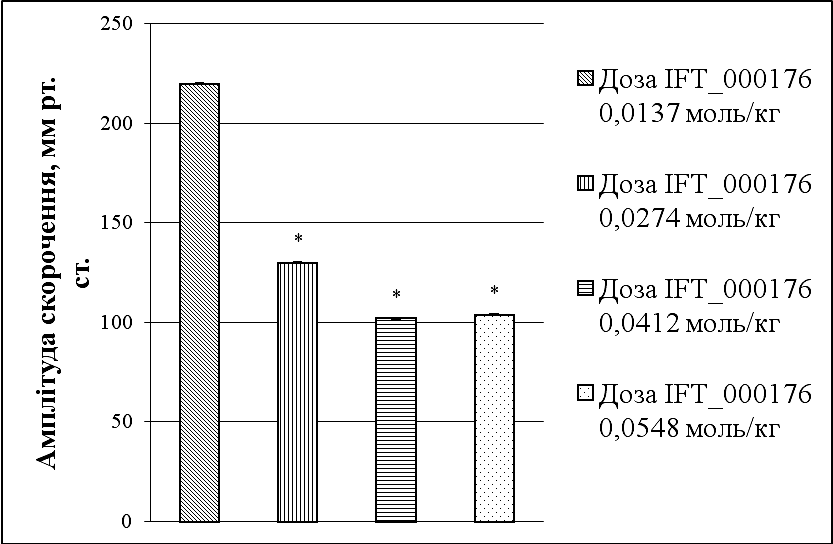 Амплітуда скорочення, мм рт.
ст.
250
200
150
100
50
0
*
*
*
Доза IFT_000176
0,0137 моль/кг
Доза IFT_000176
0,0274 моль/кг
Доза IFT_000176
0,0412 моль/кг
Доза IFT_000176
0,0548 моль/кг